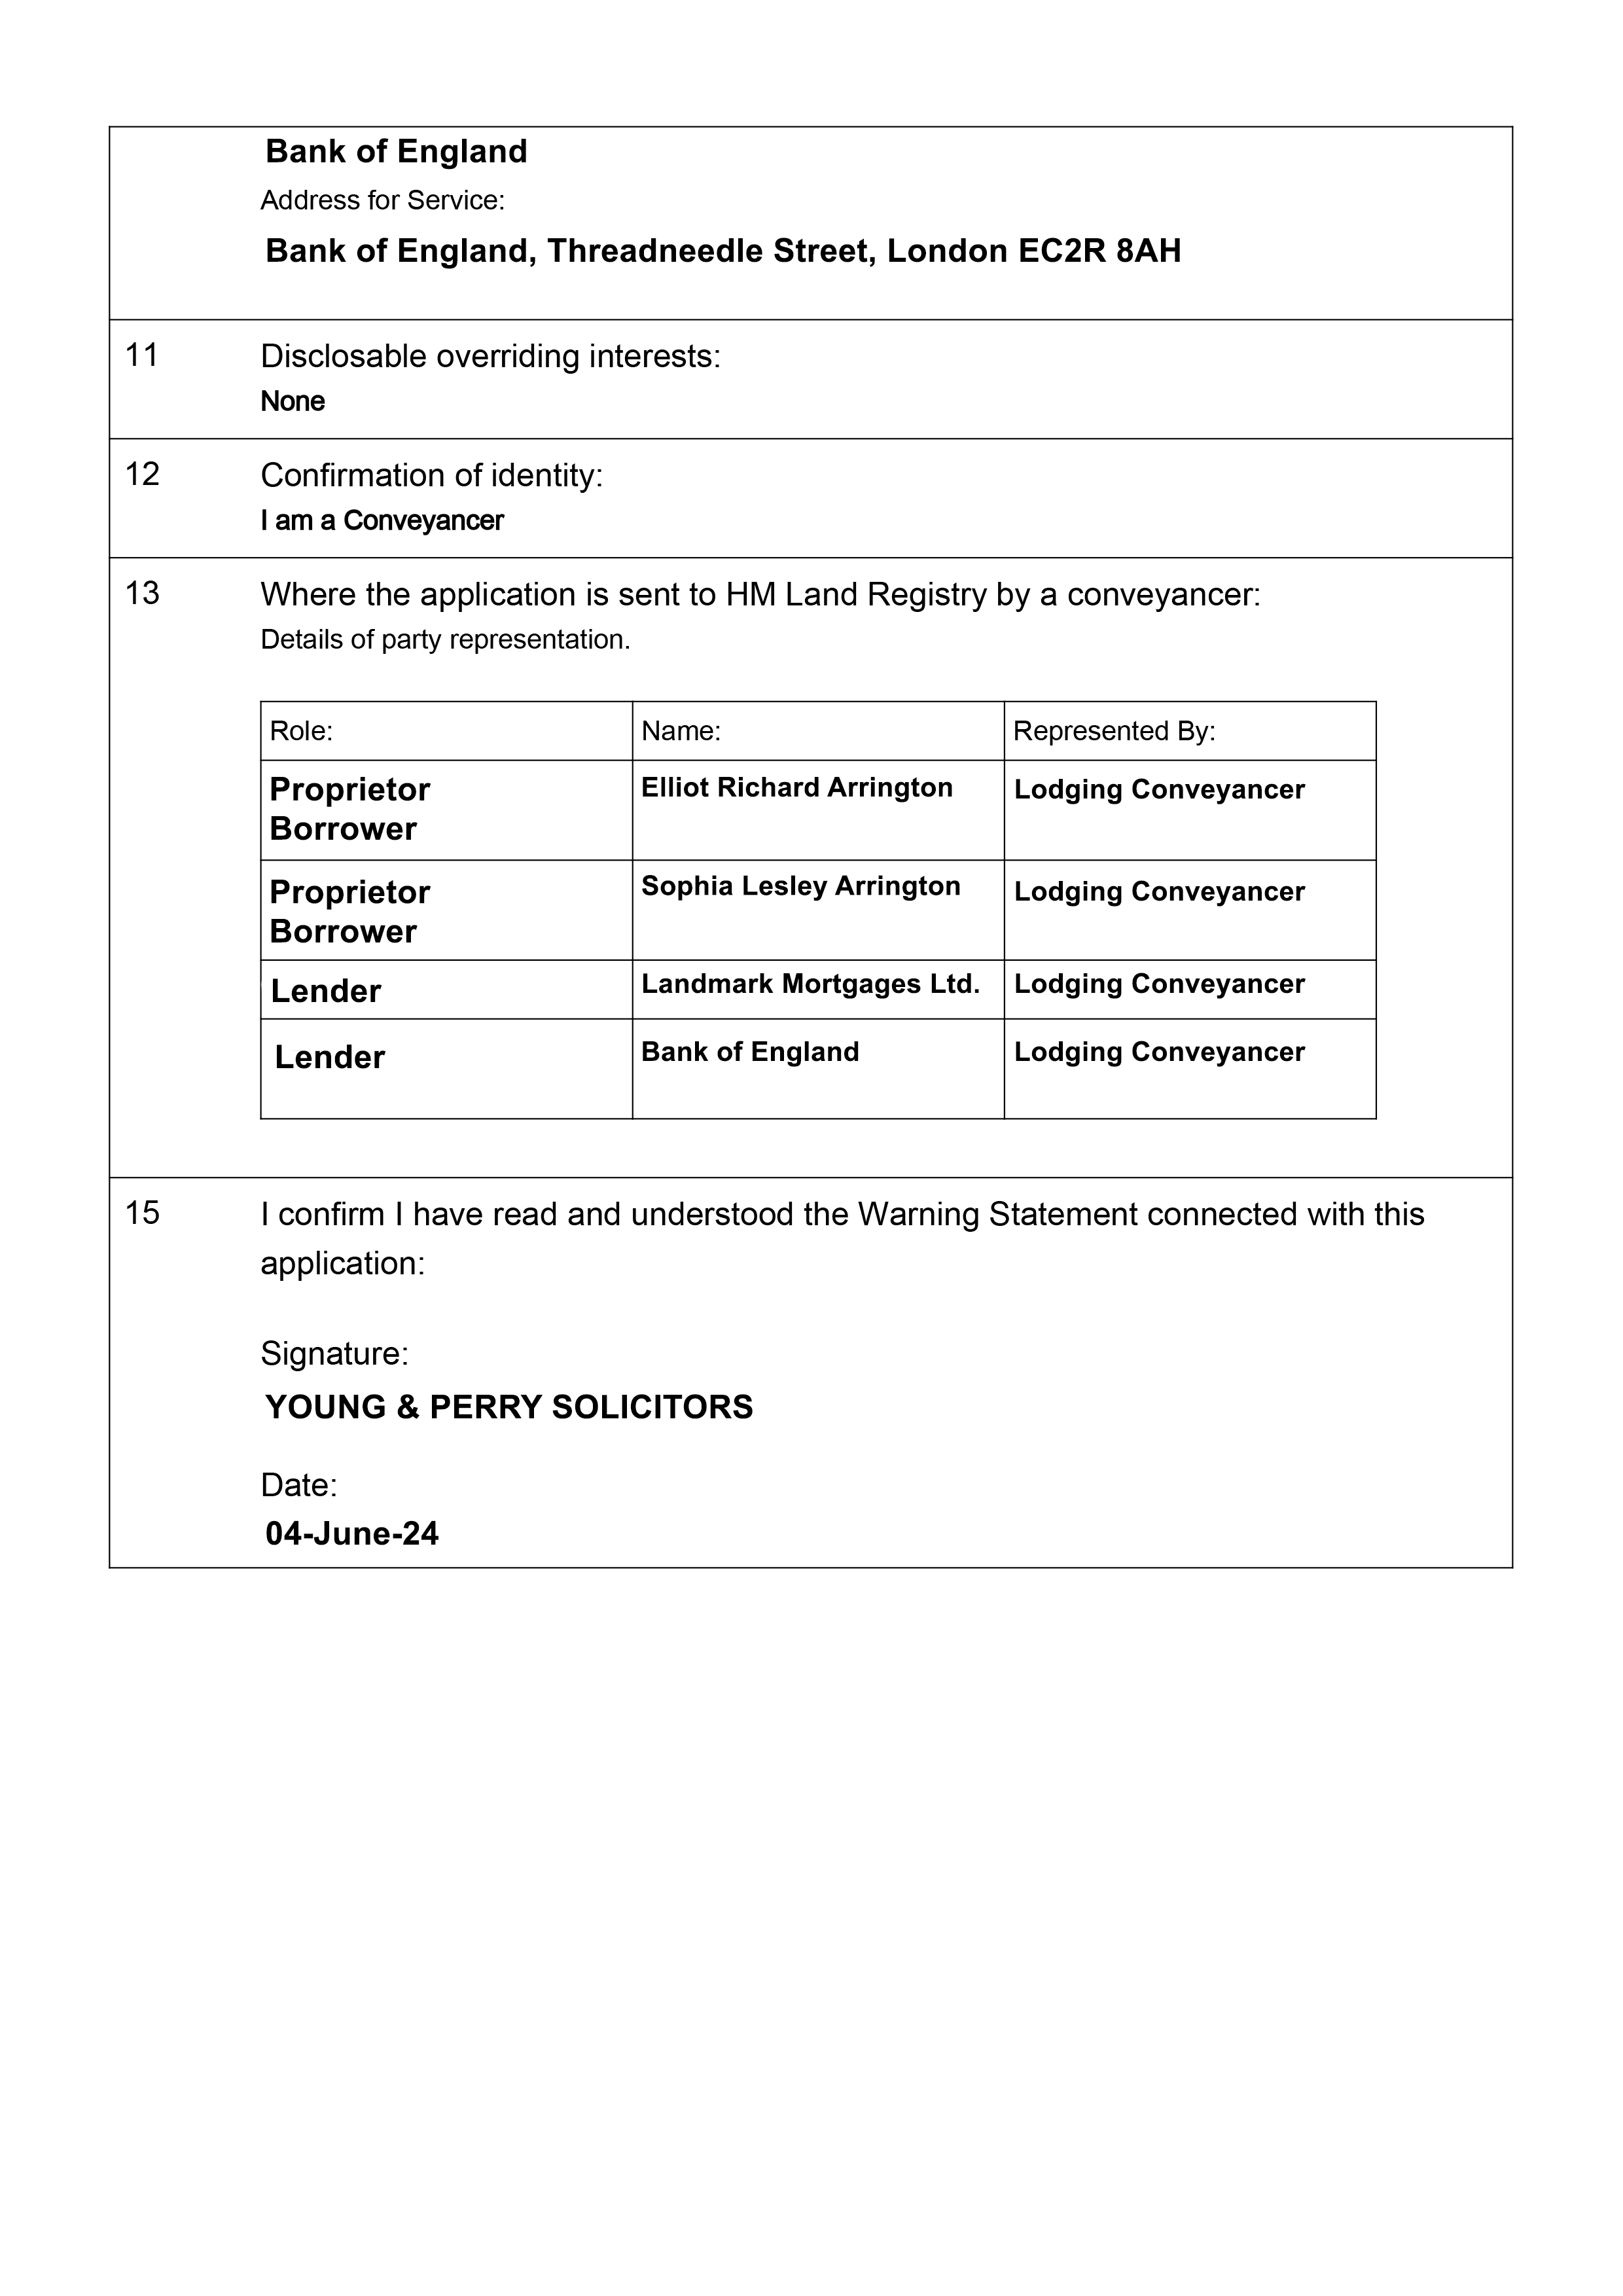 Bank of England
Address for Service:
Bank of England, Threadneedle Street, London EC2R 8AH
11 Disclosable overriding interests:
None
12 Confirmation of identity:
I am a Conveyancer
13 Where the application is sent to HM Land Registry by a conveyancer:
Details of party representation.
Role: Name: Represented By:
Proprietor Elliot Richard Arrington Lodging Conveyancer
Borrower
Proprietor Sophia Lesley Arrington Lodging Conveyancer
Borrower
Lender Landmark Mortgages Ltd. Lodging Conveyancer
Lender Bank of England Lodging Conveyancer
15 I confirm I have read and understood the Warning Statement connected with this
application:
Signature:
YOUNG & PERRY SOLICITORS
Date:
04-June-24